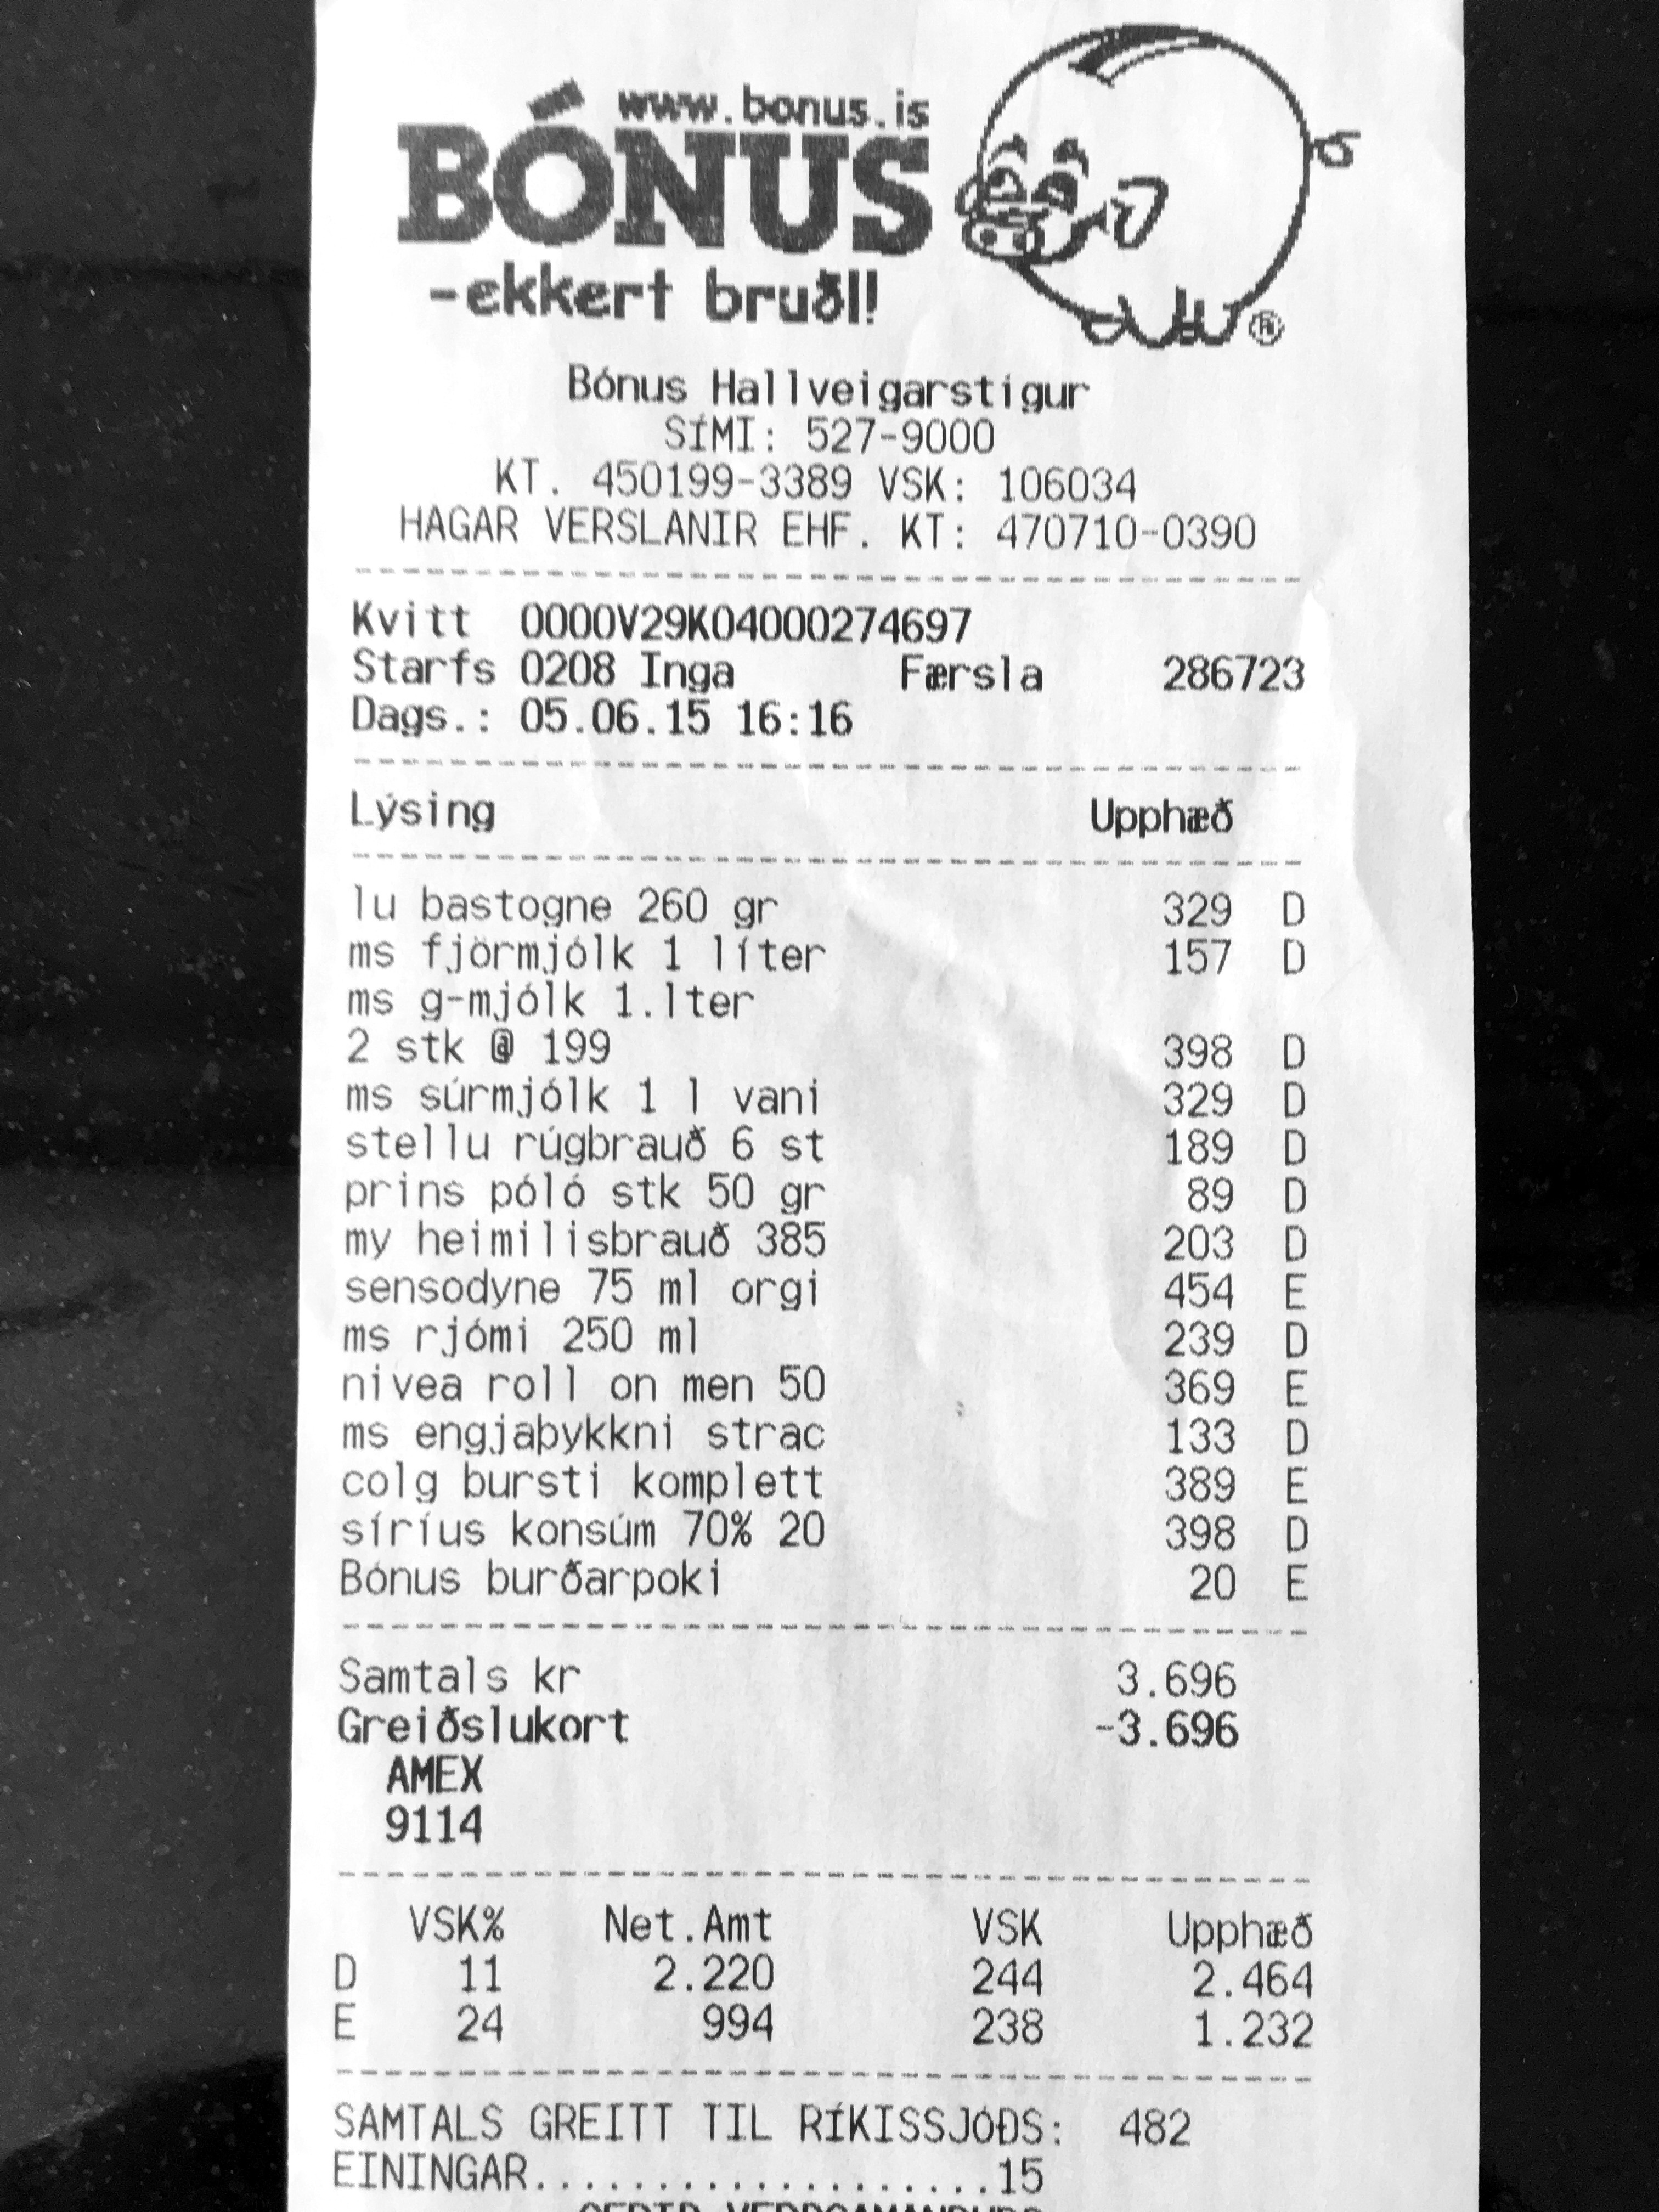 www.bonus.is
BÓNUS
-ekkert bruðl!
®
Bónus Hallveigarstigur
SÍMI: 527-9000
KT. 450199-3389 VSK: 106034
HAGAR VERSLANIR EHF. KT: 470710-0390
Kvitt 0000V29K04000274697
Starfs 0208 Inga Færsla 286723
Dags.: 05.06.15 16:16
Lýsing Upphæð
lu bastogne 260 gr 329 D
ms fjörmjólk 1 líter 157 D
ms g-mjólk 1.lter
2 stk @ 199 398 D
ms súrmjólk 1 l vani 329 D
stellu rúgbrauð 6 st 189 D
prins póló stk 50 gr 89 D
my heimilisbrauð 385 203 D
sensodyne 75 ml orgi 454 E
ms rjómi 250 ml 239 D
nivea roll on men 50 369 E
ms engjaþykkni strac 133 D
colg bursti komplett 389 E
síríus konsúm 70% 20 398 D
Bónus burðarpoki 20 E
Samtals kr 3.696
Greiðslukort -3.696
AMEX
9114
VSK% Net.Amt VSK Upphæð
D 11 2.220 244 2.464
E 24 994 238 1.232
SAMTALS GREITT TIL RÍKISSJÓÐS: 482
EININGAR...................15